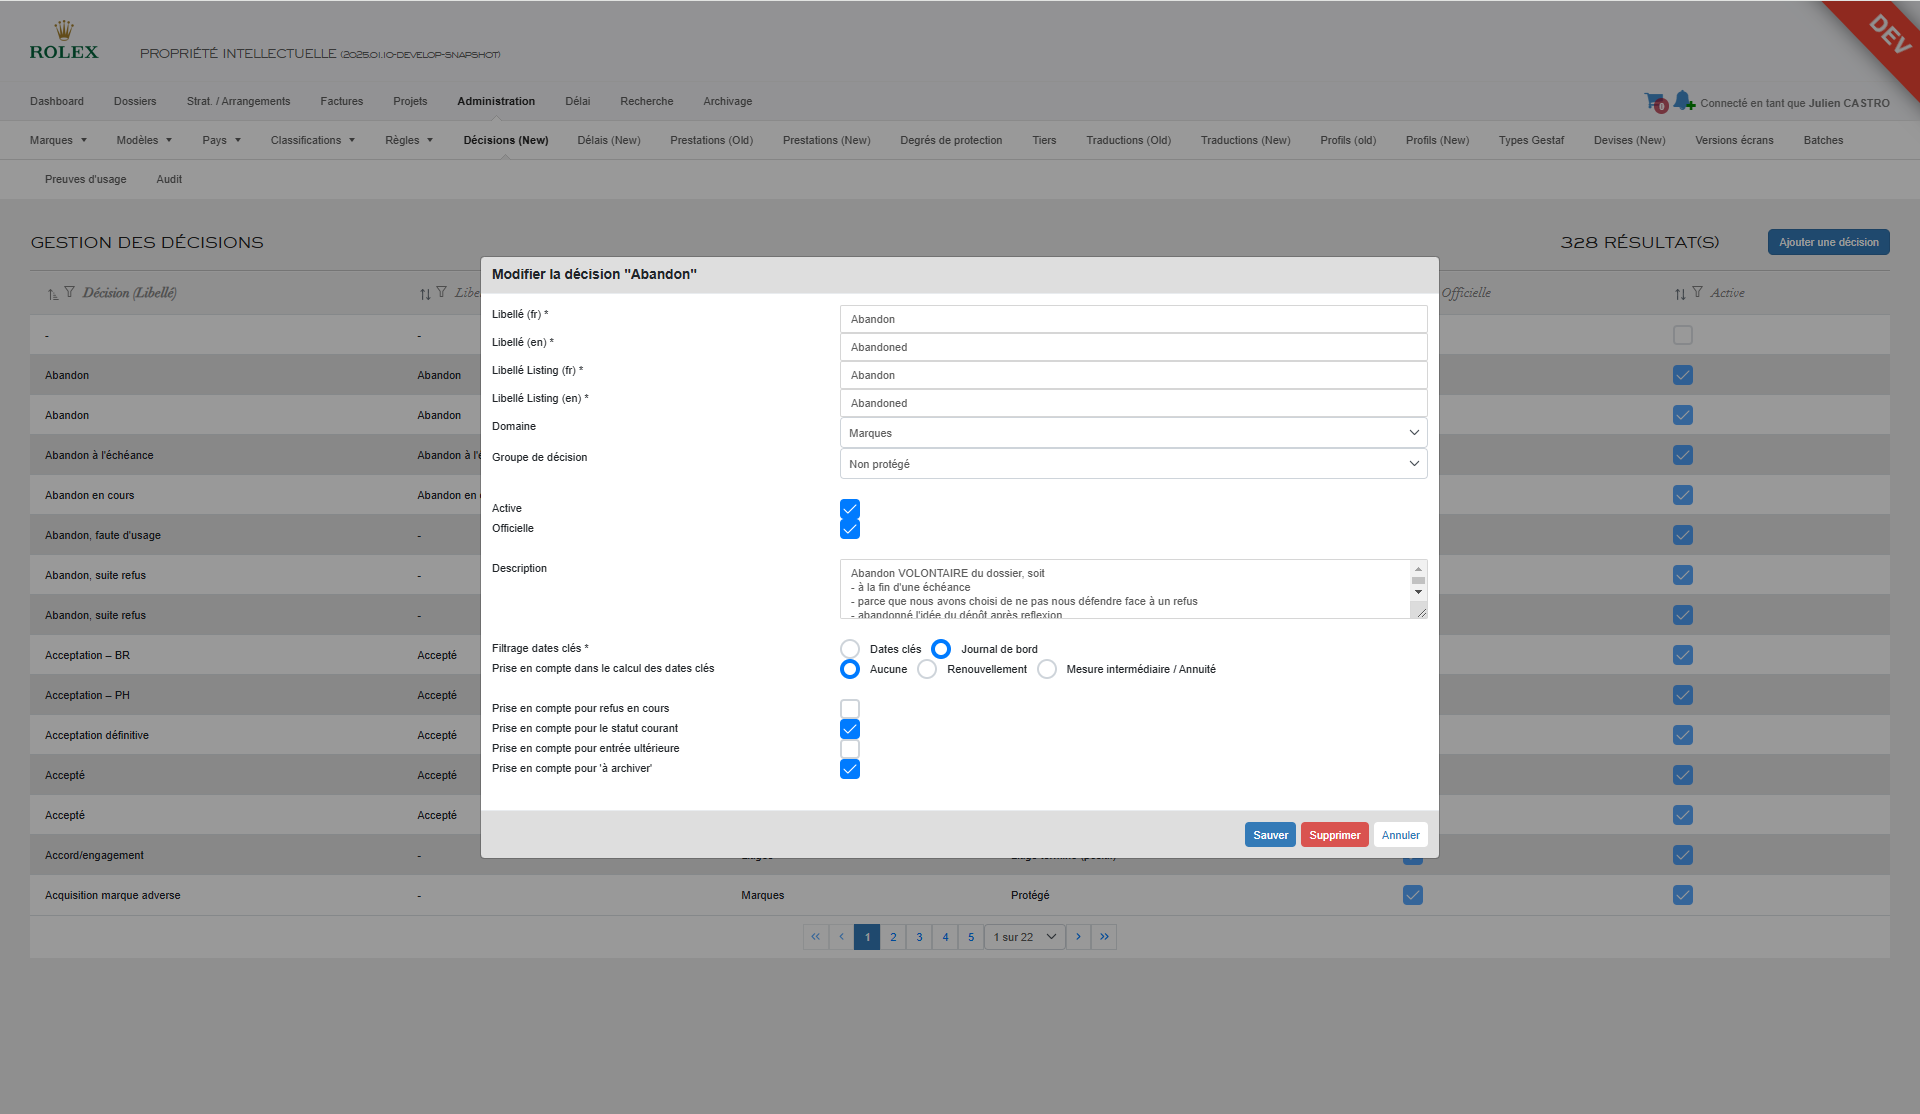 DEV
ROLEX
PROPRIÉTÉ INTELLECTUELLE (2025.01.10-DEVELOP-SNAPSHOT)
Dashboard Dossiers Strat. / Arrangements Factures Projets Administration Délai Recherche Archivage 0 Connecté en tant que Julien CASTRO
Marques Modèles Pays Classifications Règles Décisions (New) Délais (New) Prestations (Old) Prestations (New) Degrés de protection Tiers Traductions (Old) Traductions (New) Profils (old) Profils (New) Types Gestaf Devises (New) Versions écrans Batches
Preuves d'usage Audit
GESTION DES DÉCISIONS 328 RÉSULTAT(S) Ajouter une décision
Décision (Libellé) Officielle Active
- -
Abandon Abandon
Abandon Abandon
Abandon à l'échéance Abandon à
Abandon en cours Abandon en
Abandon, faute d'usage -
Abandon, suite refus -
Abandon, suite refus -
Acceptation – BR Accepté
Acceptation – PH Accepté
Acceptation définitive Accepté
Accepté Accepté
Accepté Accepté
Accord/engagement -
Acquisition marque adverse - Marques Protégé
« ‹ 1 2 3 4 5 1 sur 22 › »
Modifier la décision "Abandon"
Libellé (fr) * Abandon
Libellé (en) * Abandoned
Libellé Listing (fr) * Abandon
Libellé Listing (en) * Abandoned
Domaine Marques
Groupe de décision Non protégé
Active
Officielle
Description Abandon VOLONTAIRE du dossier, soit
- à la fin d'une échéance
- parce que nous avons choisi de ne pas nous défendre face à un refus
- abandonné l'idée du dépôt après reflexion
Filtrage dates clés * Dates clés Journal de bord
Prise en compte dans le calcul des dates clés Aucune Renouvellement Mesure intermédiaire / Annuité
Prise en compte pour refus en cours
Prise en compte pour le statut courant
Prise en compte pour entrée ultérieure
Prise en compte pour 'à archiver'
Sauver Supprimer Annuler